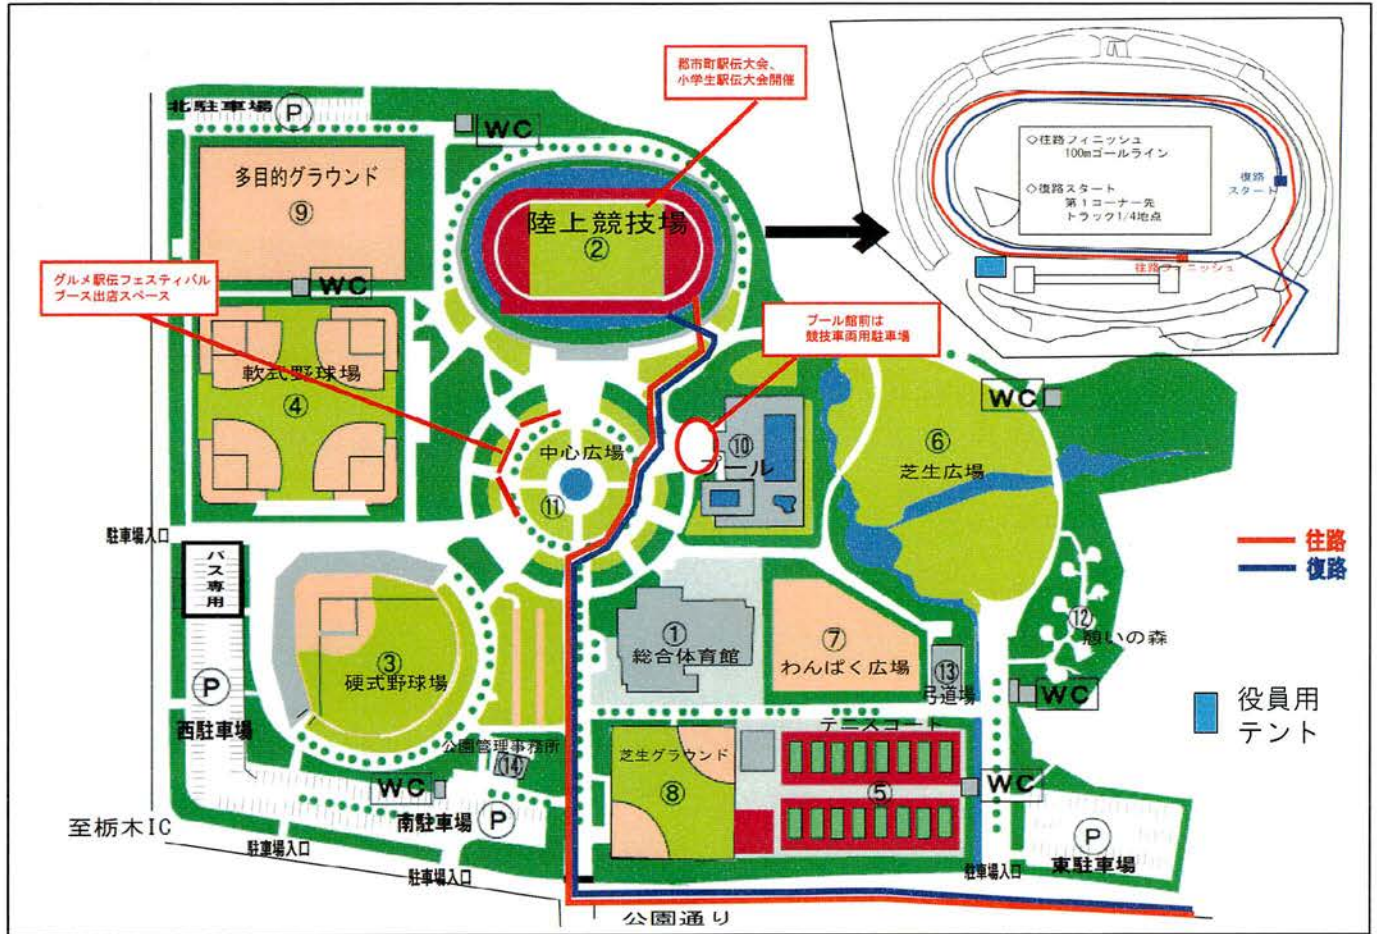 郡市町駅伝大会、
小学生駅伝大会開催
北駐車場
P
WC
多目的グラウンド
⑨
陸上競技場
②
◇往路フィニッシュ
100mゴールライン
◇復路スタート
第1コーナー先
トラック1/4地点
復路
スタート
往路フィニッシュ
グルメ駅伝フェスティバル
ブース出店スペース
WC
プール館前は
競技車両用駐車場
軟式野球場
④
WC
中心広場
⑪
⑩
プール
⑥
芝生広場
駐車場入口
バス専用
往路
復路
①
総合体育館
⑦
わんぱく広場
⑫
憩いの森
③
硬式野球場
⑬
弓道場
WC
P
西駐車場
役員用
テント
公園管理事務所
⑭
芝生グラウンド
⑧
テニスコート
⑤
WC
WC
至栃木IC
南駐車場
P
P
東駐車場
駐車場入口
駐車場入口
駐車場入口
公園通り